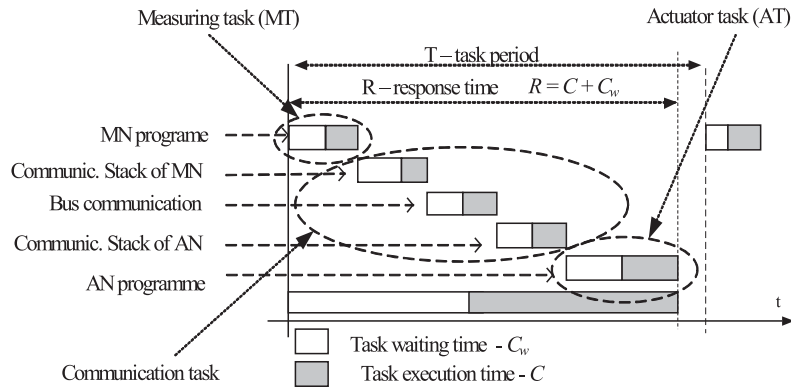 Measuring task (MT)
Actuator task (AT)
T – task period
R – response time R = C + Cw
MN programe
Communic. Stack of MN
Bus communication
Communic. Stack of AN
AN programme
t
Task waiting time - Cw
Communication task
Task execution time - C